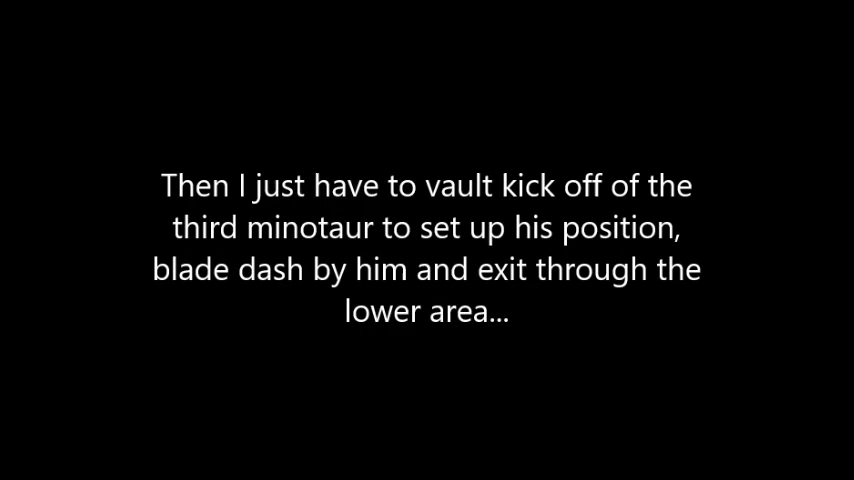 Then I just have to vault kick off of the
third minotaur to set up his position,
blade dash by him and exit through the
lower area...